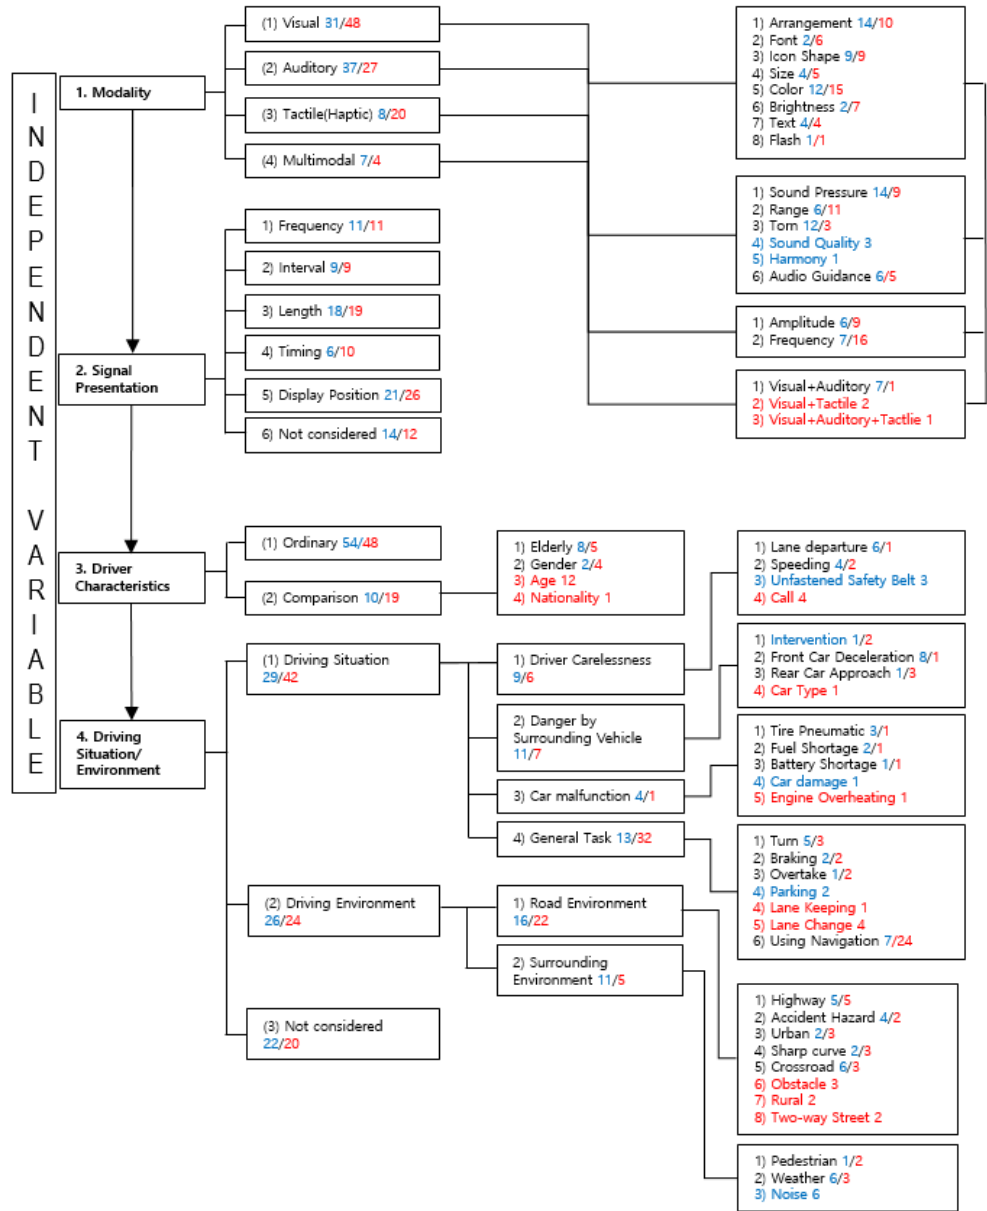 INDEPENDENT VARIABLE
1. Modality
(1) Visual 31/48
(2) Auditory 37/27
(3) Tactile(Haptic) 8/20
(4) Multimodal 7/4
1) Arrangement 14/10
2) Font 2/6
3) Icon Shape 9/9
4) Size 4/5
5) Color 12/15
6) Brightness 2/7
7) Text 4/4
8) Flash 1/1
1) Sound Pressure 14/9
2) Range 6/11
3) Torn 12/3
4) Sound Quality 3
5) Harmony 1
6) Audio Guidance 6/5
1) Amplitude 6/9
2) Frequency 7/16
1) Visual+Auditory 7/1
2) Visual+Tactile 2
3) Visual+Auditory+Tactlie 1
2. Signal
Presentation
1) Frequency 11/11
2) Interval 9/9
3) Length 18/19
4) Timing 6/10
5) Display Position 21/26
6) Not considered 14/12
3. Driver
Characteristics
(1) Ordinary 54/48
(2) Comparison 10/19
1) Elderly 8/5
2) Gender 2/4
3) Age 12
4) Nationality 1
4. Driving
Situation/
Environment
(1) Driving Situation
29/42
1) Driver Carelessness
9/6
1) Lane departure 6/1
2) Speeding 4/2
3) Unfastened Safety Belt 3
4) Call 4
2) Danger by
Surrounding Vehicle
11/7
1) Intervention 1/2
2) Front Car Deceleration 8/1
3) Rear Car Approach 1/3
4) Car Type 1
3) Car malfunction 4/1
1) Tire Pneumatic 3/1
2) Fuel Shortage 2/1
3) Battery Shortage 1/1
4) Car damage 1
5) Engine Overheating 1
4) General Task 13/32
1) Turn 5/3
2) Braking 2/2
3) Overtake 1/2
4) Parking 2
4) Lane Keeping 1
5) Lane Change 4
6) Using Navigation 7/24
(2) Driving Environment
26/24
1) Road Environment
16/22
1) Highway 5/5
2) Accident Hazard 4/2
3) Urban 2/3
4) Sharp curve 2/3
5) Crossroad 6/3
6) Obstacle 3
7) Rural 2
8) Two-way Street 2
2) Surrounding
Environment 11/5
1) Pedestrian 1/2
2) Weather 6/3
3) Noise 6
(3) Not considered
22/20